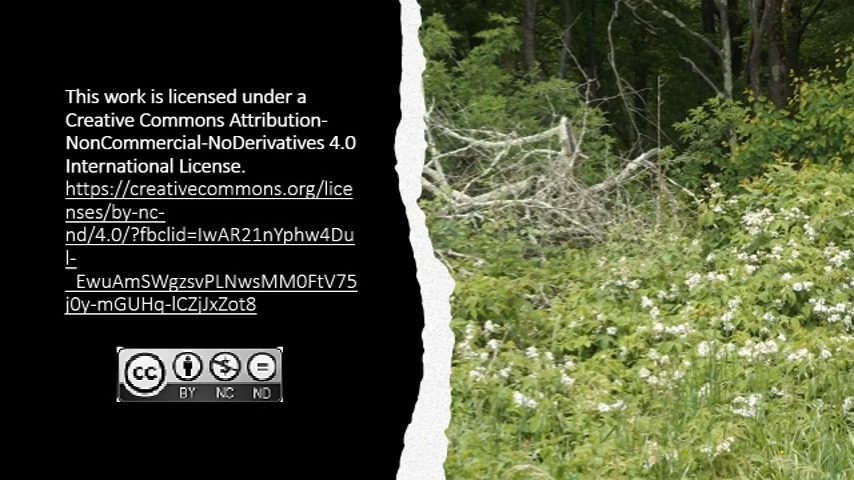 This work is licensed under a
Creative Commons Attribution-
NonCommercial-NoDerivatives 4.0
International License.
https://creativecommons.org/lice
nses/by-nc-
nd/4.0/?fbclid=IwAR21nYphw4Du
l-
_EwuAmSWgzsvPLNwsMM0FtV75
j0y-mGUHq-lCZjJxZot8
cc BY NC ND